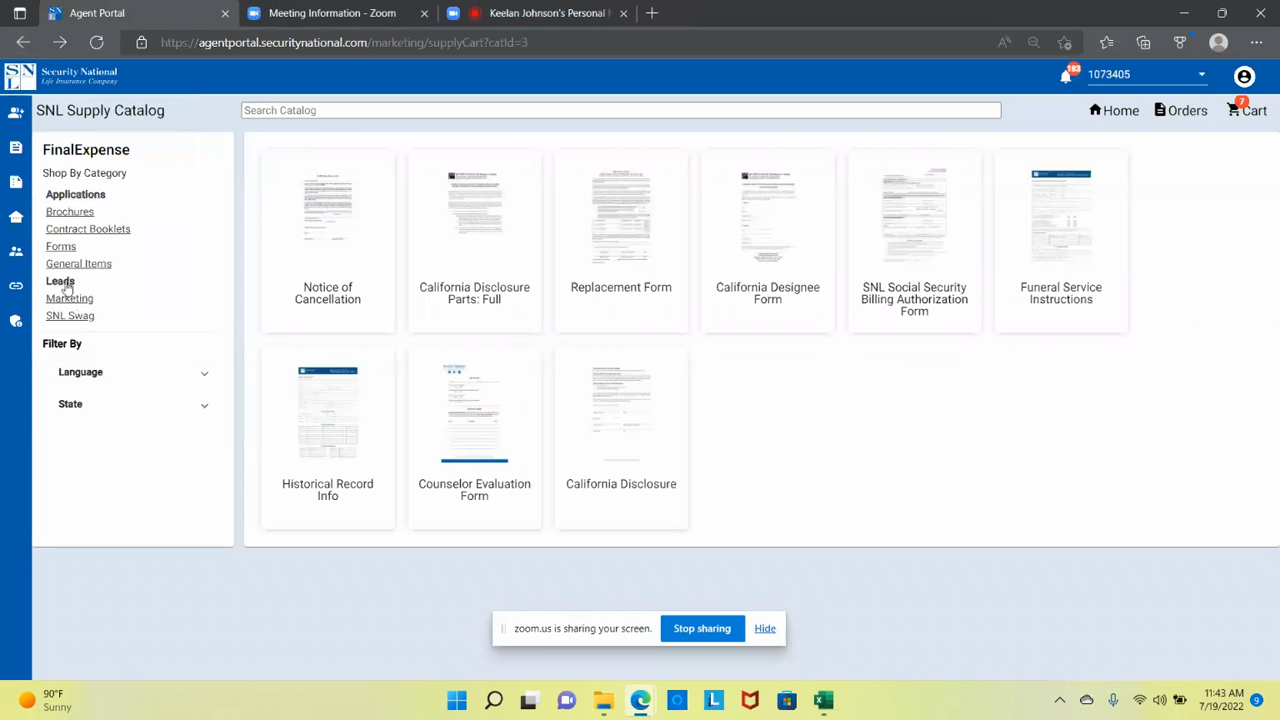 Agent Portal
Meeting Information - Zoom
Keelan Johnson's Personal
https://agentportal.securitynational.com/marketing/supplyCart?catId=3
SNL
Security National
Life Insurance Company
183
1073405
SNL Supply Catalog
Search Catalog
Home
Orders
7
Cart
FinalExpense
Shop By Category
Applications
Brochures
Contract Booklets
Forms
General Items
Leads
Marketing
SNL Swag
Filter By
Language
State
Notice of
Cancellation
California Disclosure
Parts: Full
Replacement Form
California Designee
Form
SNL Social Security
Billing Authorization
Form
Funeral Service
Instructions
Historical Record
Info
Counselor Evaluation
Form
California Disclosure
zoom.us is sharing your screen.
Stop sharing
Hide
90°F
Sunny
11:43 AM
7/19/2022
9